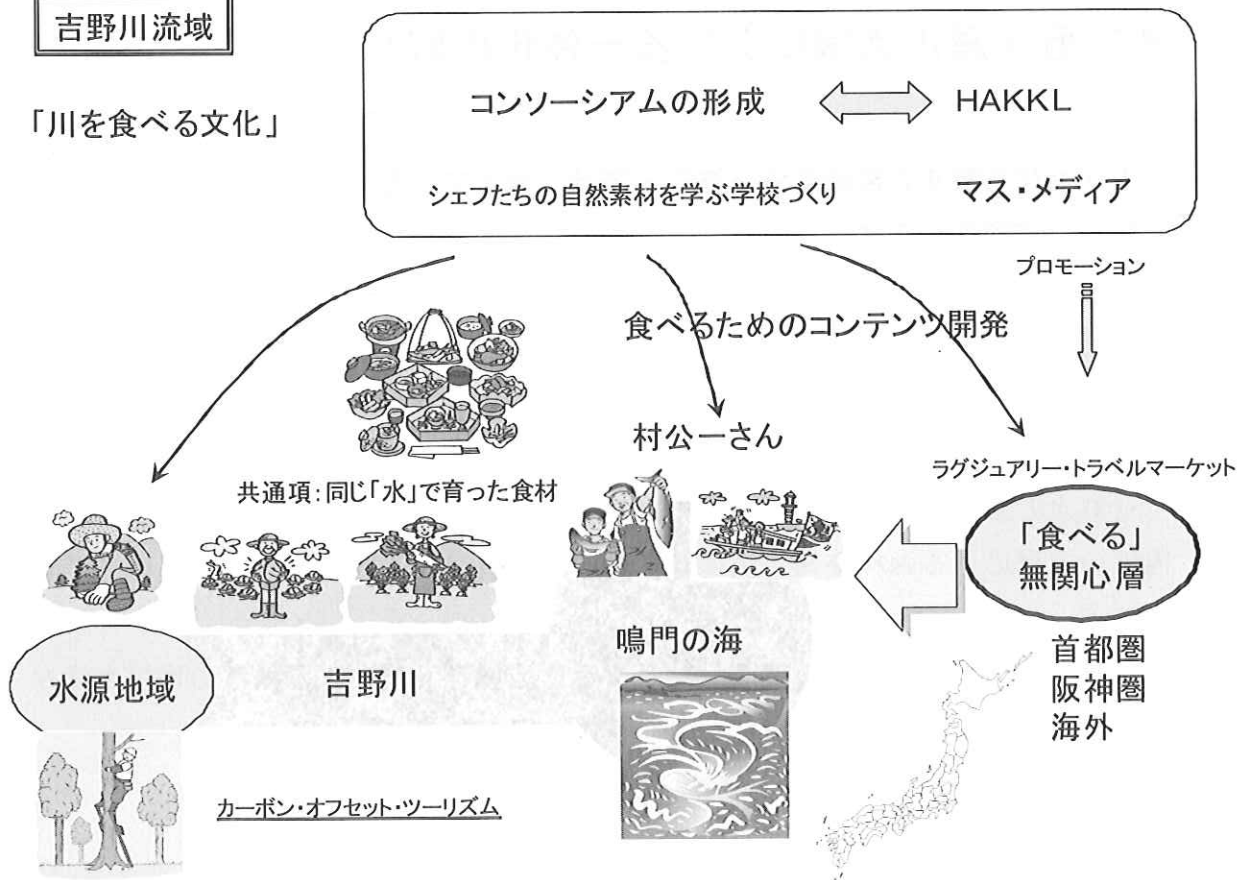 吉野川流域
「川を食べる文化」
コンソーシアムの形成 HAKKL
シェフたちの自然素材を学ぶ学校づくり マス・メディア
プロモーション
食べるためのコンテンツ開発
村公一さん
ラグジュアリー・トラベルマーケット
共通項:同じ「水」で育った食材
「食べる」
無関心層
鳴門の海
首都圏
阪神圏
海外
水源地域
吉野川
カーボン・オフセット・ツーリズム